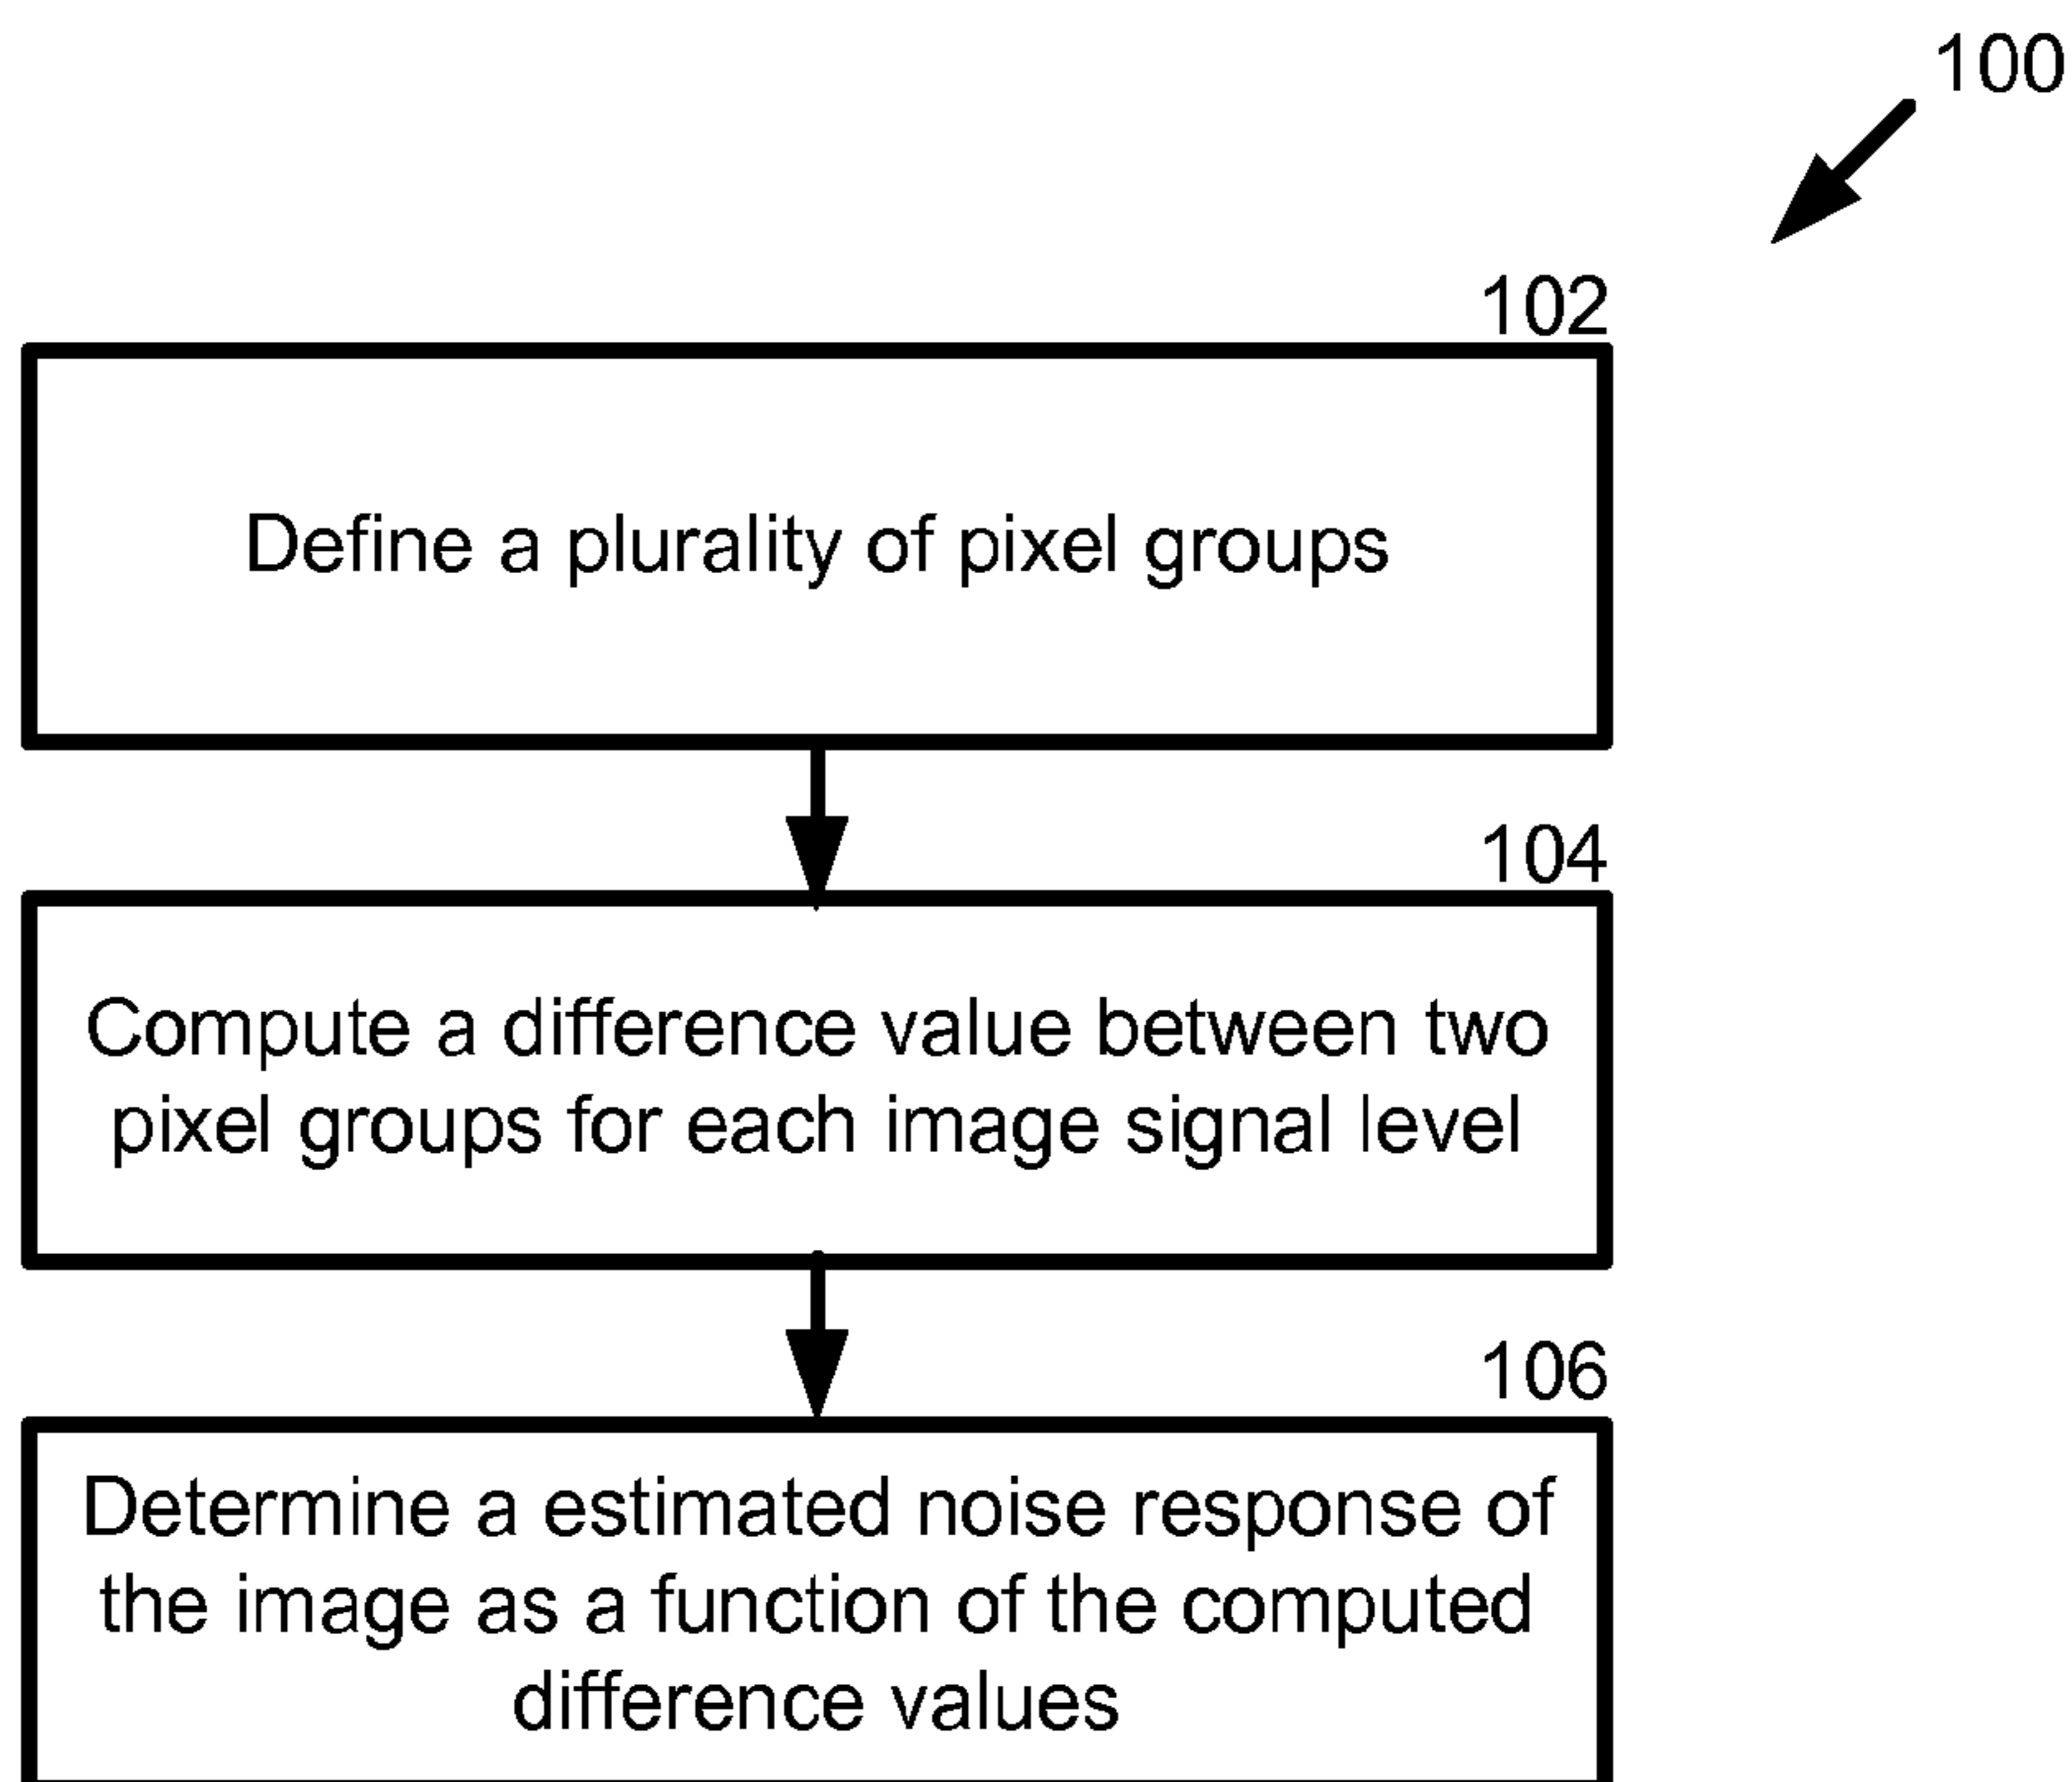 100
102
Define a plurality of pixel groups
104
Compute a difference value between two
pixel groups for each image signal level
106
Determine a estimated noise response of
the image as a function of the computed
difference values